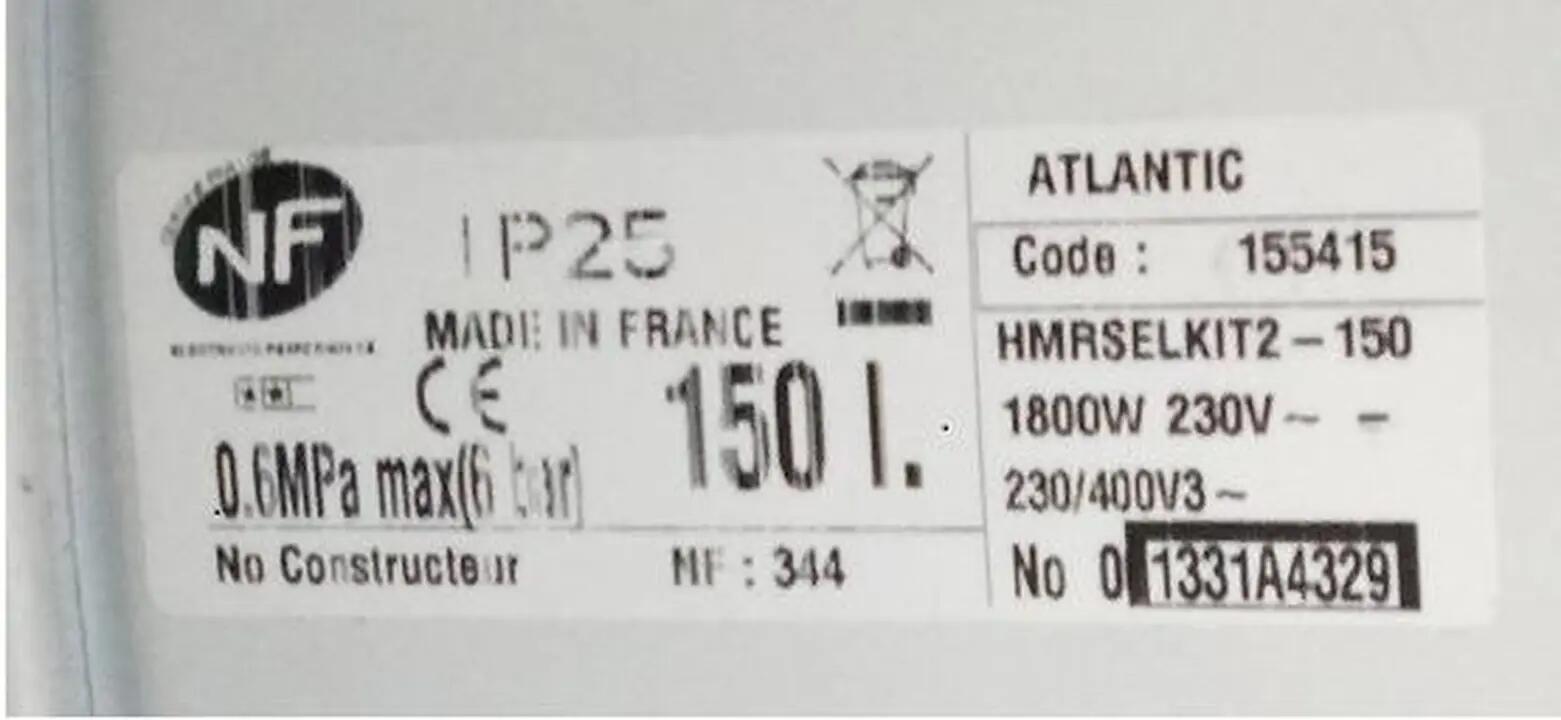 NF
IP25
MADE IN FRANCE
CE
150 l.
0.6MPa max(6 bar)
No Constructeur NF : 344
ATLANTIC
Code : 155415
HMRSELKIT2-150
1800W 230V~ -
230/400V3~
No 0 1331A4329